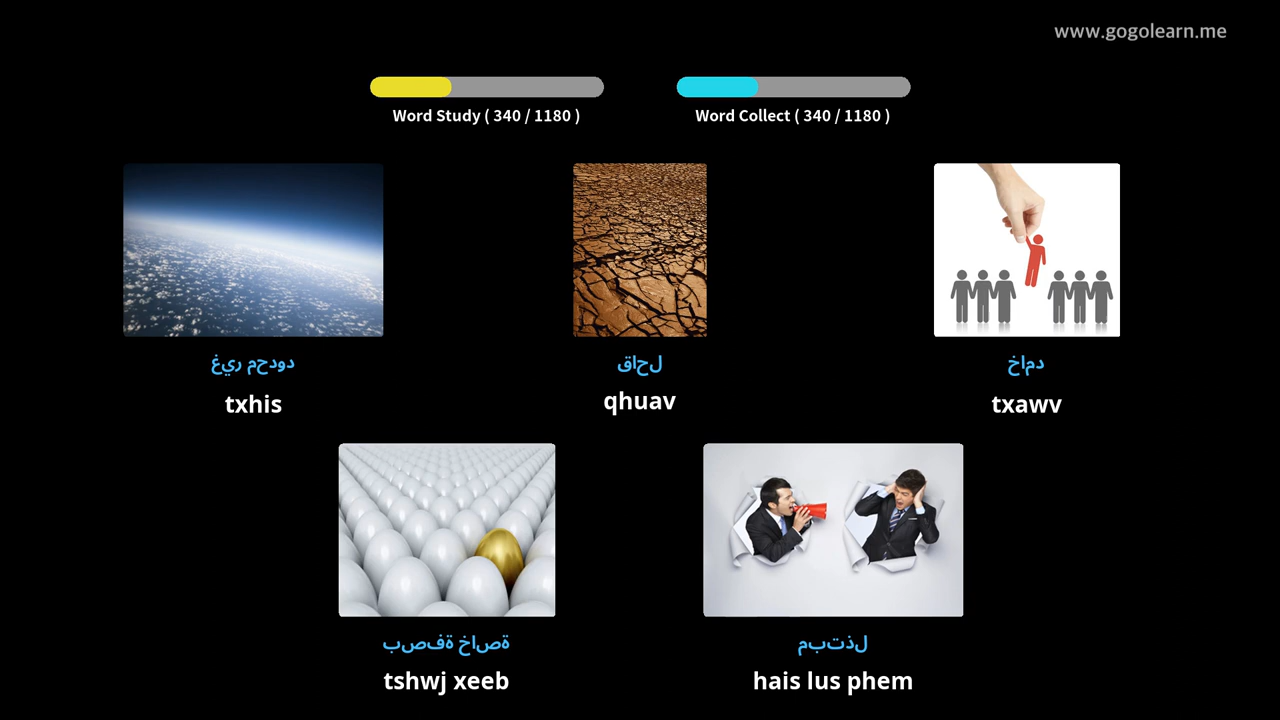 www.gogolearn.me
Word Study ( 340 / 1180 )
Word Collect ( 340 / 1180 )
غير محدود
txhis
قاحل
qhuav
خامد
txawv
بصفة خاصة
tshwj xeeb
مبتذل
hais lus phem